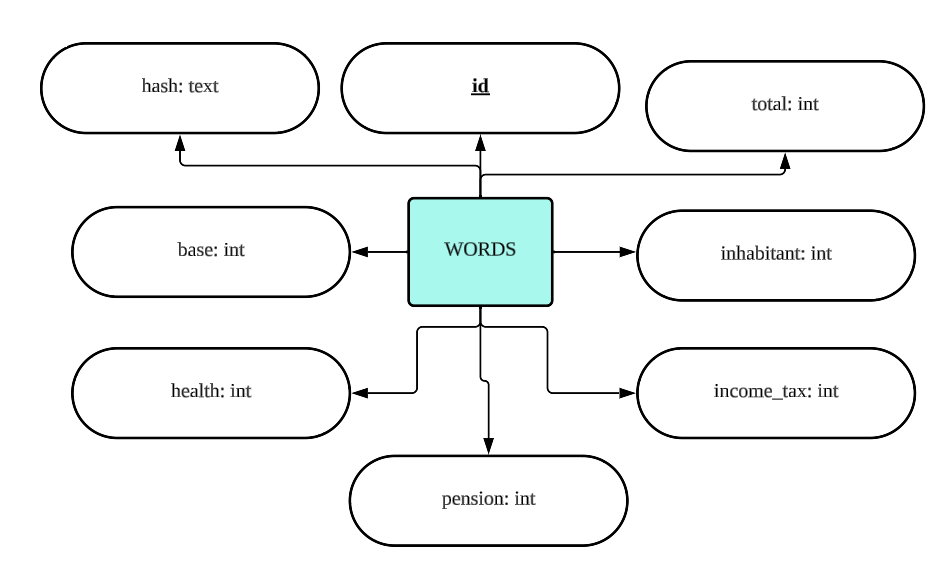 hash: text
id
total: int
base: int
WORDS
inhabitant: int
health: int
income_tax: int
pension: int